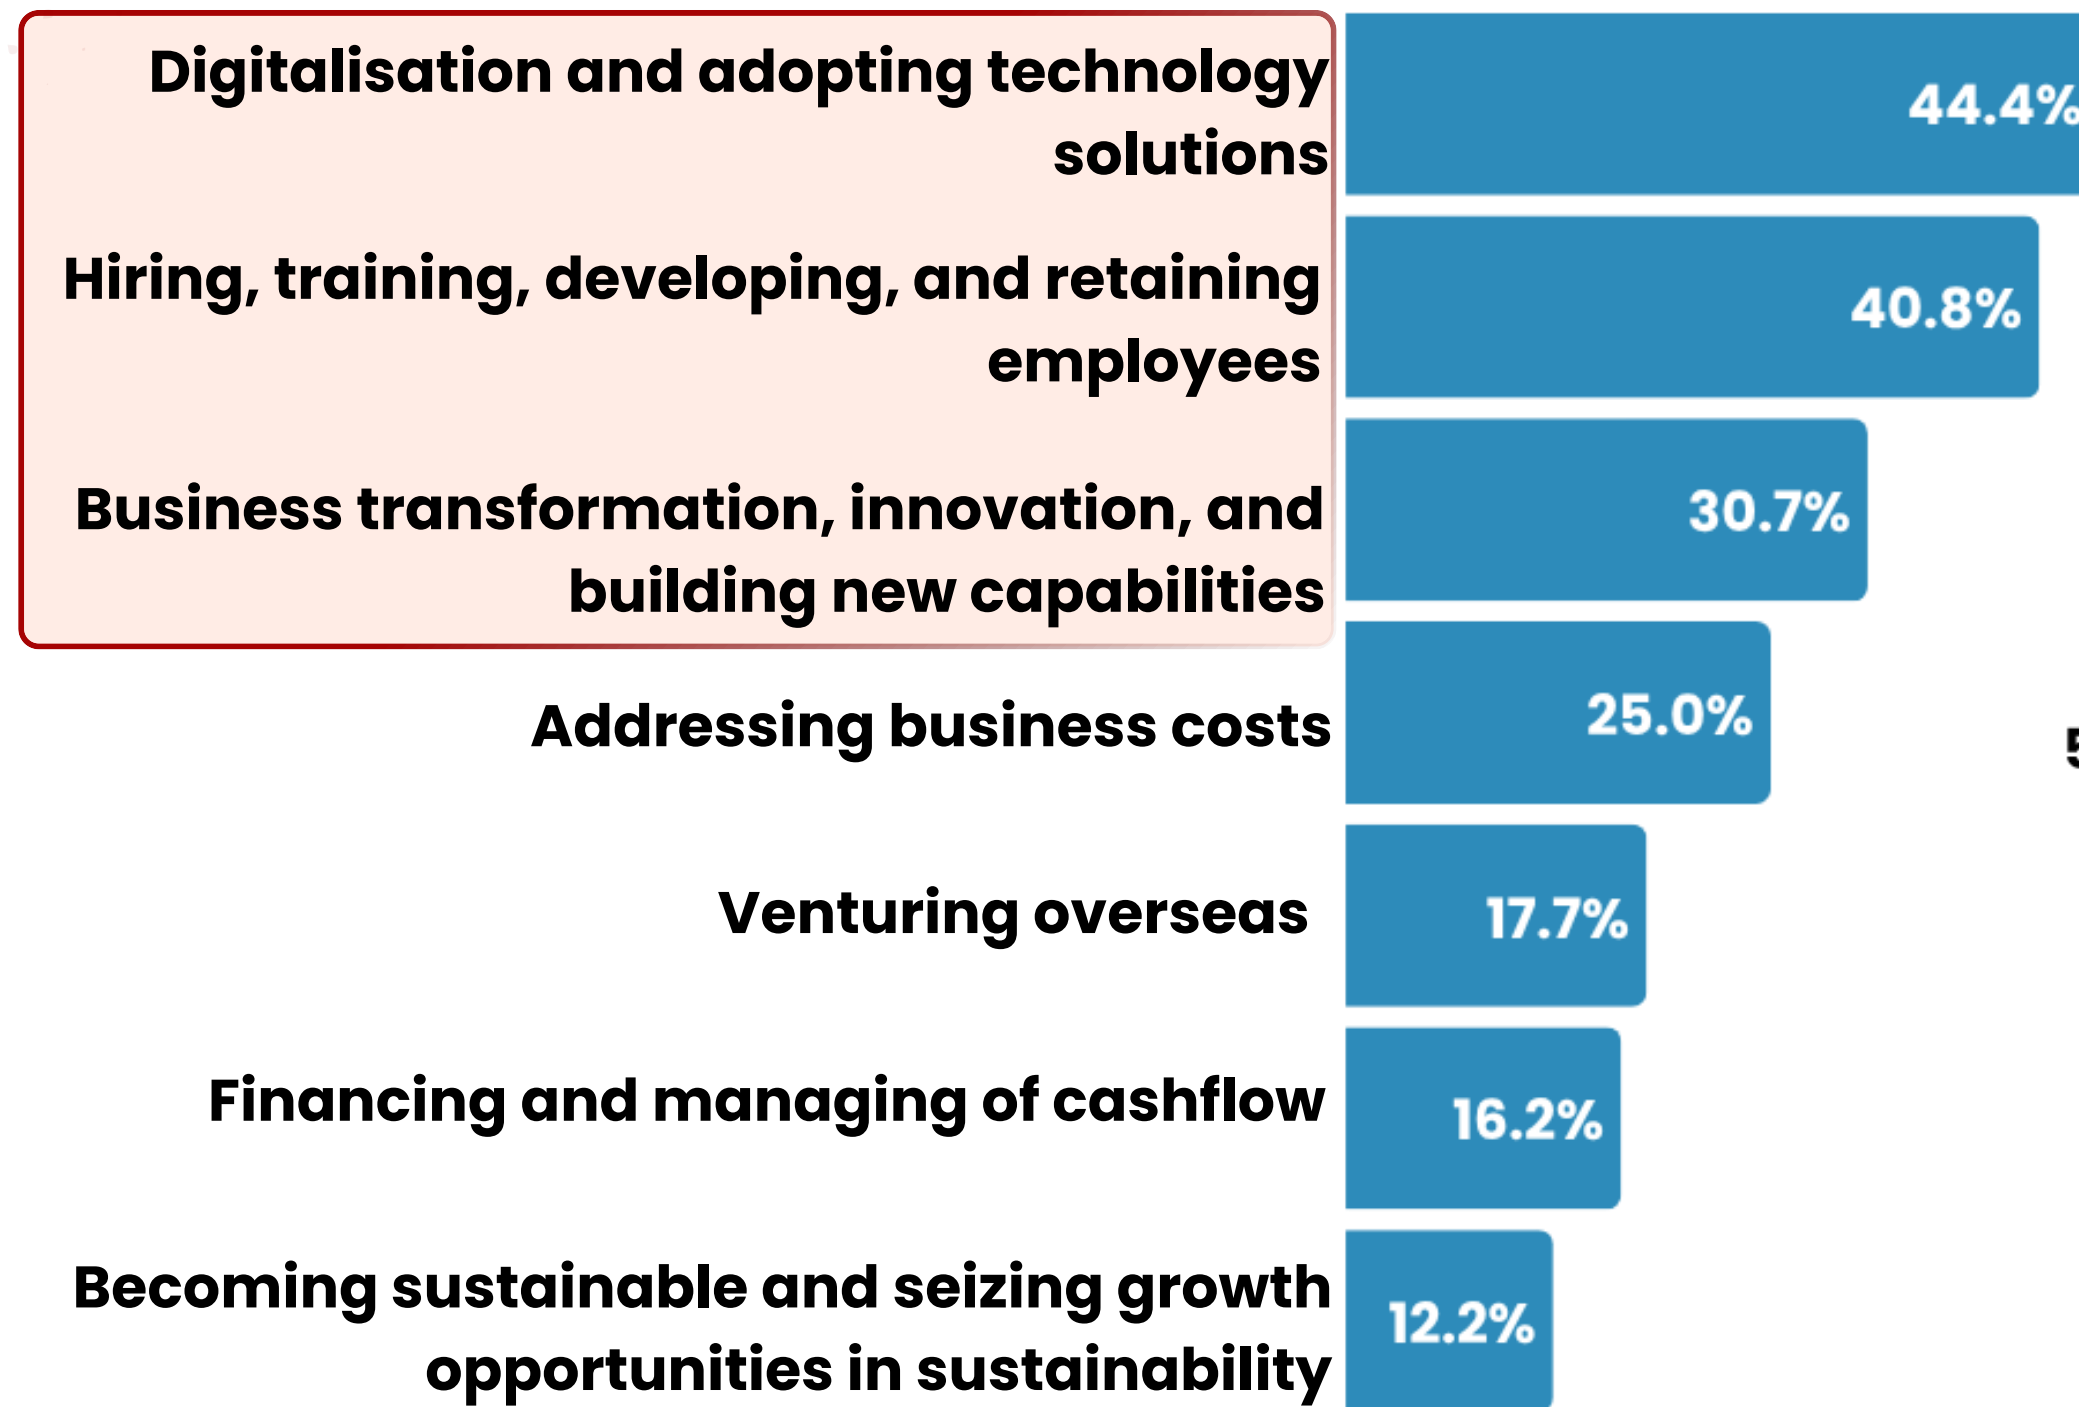 Digitalisation and adopting technology
solutions
44.4%
Hiring, training, developing, and retaining
employees
40.8%
Business transformation, innovation, and
building new capabilities
30.7%
Addressing business costs
25.0%
Venturing overseas
17.7%
Financing and managing of cashflow
16.2%
Becoming sustainable and seizing growth
opportunities in sustainability
12.2%